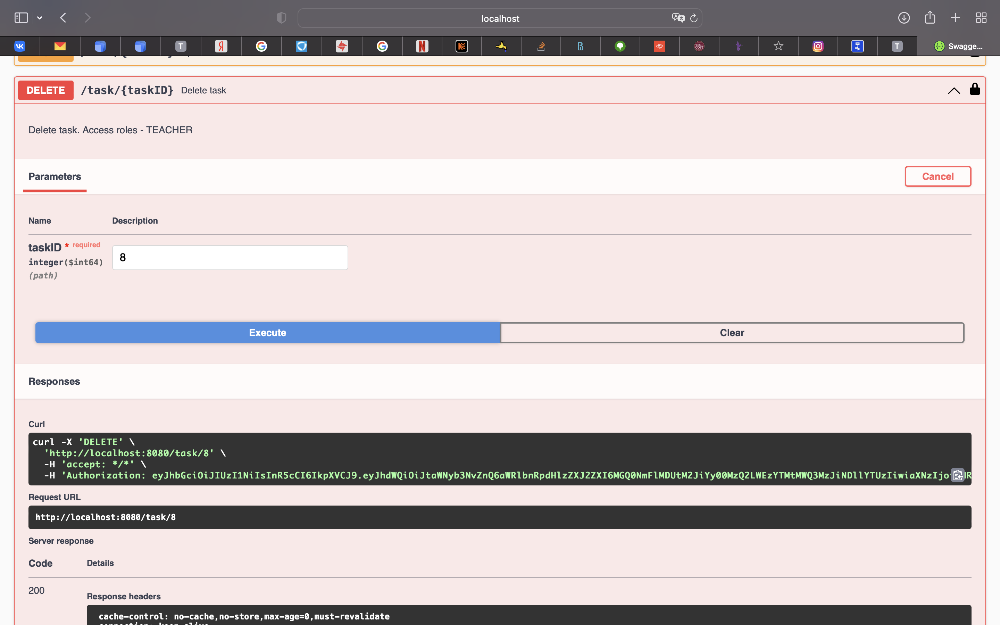 localhost
Swagge...
DELETE /task/{taskID} Delete task
Delete task. Access roles - TEACHER
Parameters
Cancel
Name Description
taskID * required
integer($int64)
(path)
8
Execute
Clear
Responses
Curl
curl -X 'DELETE' \
'http://localhost:8080/task/8' \
-H 'accept: */*' \
-H 'Authorization: eyJhbGciOiJIUzI1NiIsInR5cCI6IkpXVCJ9.eyJhdWQiOiJtaWNyb3NvZnQ6aWRlbnRpdHlzZXJ2ZXI6MGQ0NmFlMDUtM2JiYy00MzQ2LWEzYTMtMWQ3MzJiNDllYTUzIiwiaXNzIjo
Request URL
http://localhost:8080/task/8
Server response
Code Details
200
Response headers
cache-control: no-cache,no-store,max-age=0,must-revalidate